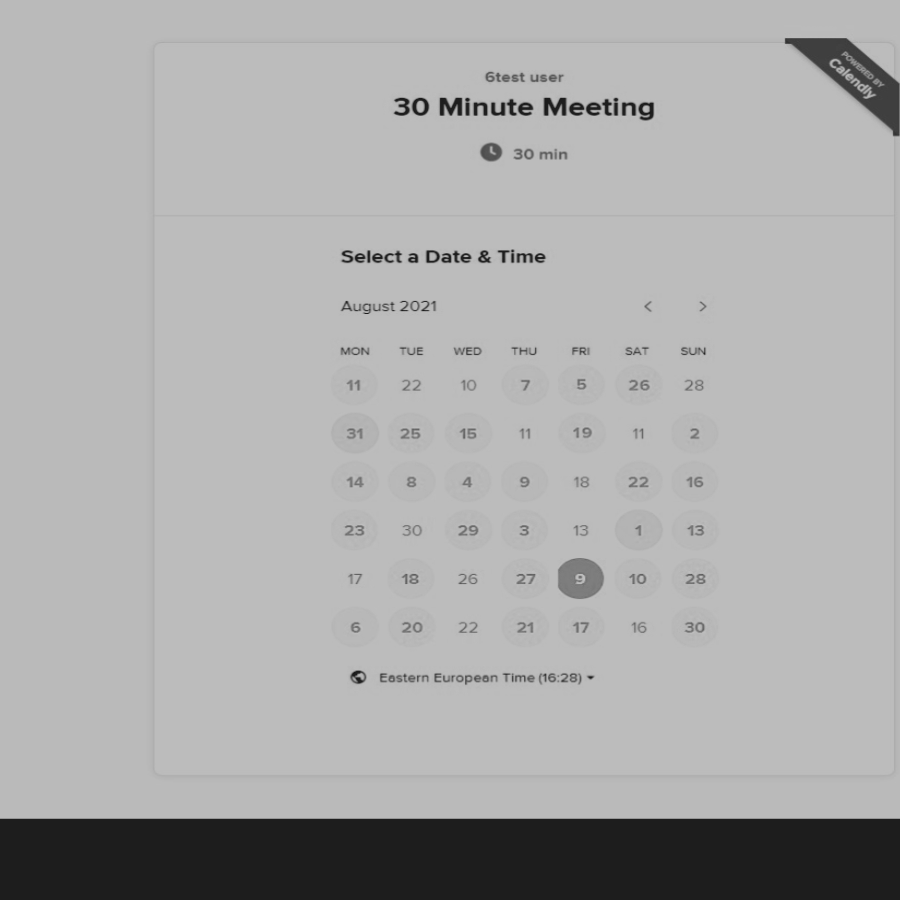 POWERED BY
Calendly
6test user
30 Minute Meeting
30 min
Select a Date & Time
August 2021 < >
MON TUE WED THU FRI SAT SUN
11 22 10 7 5 26 28
31 25 15 11 19 11 2
14 8 4 9 18 22 16
23 30 29 3 13 1 13
17 18 26 27 9 10 28
6 20 22 21 17 16 30
Eastern European Time (16:28)